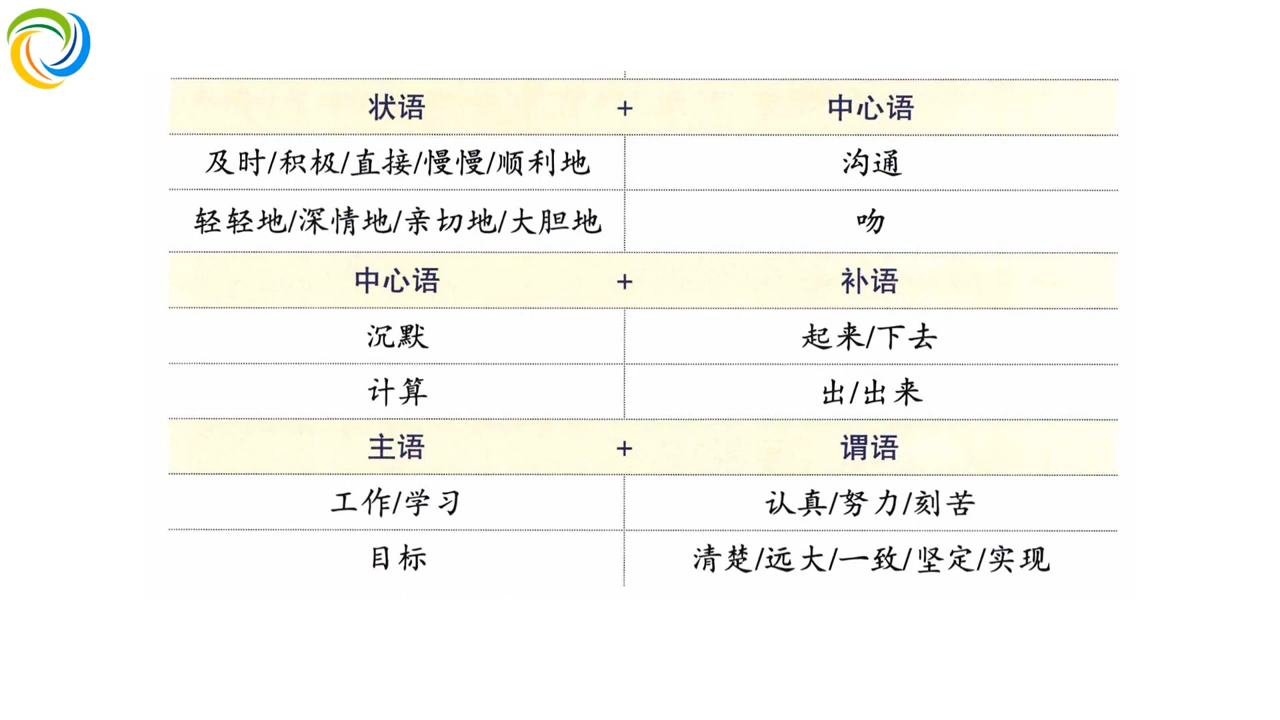 状语 + 中心语
及时/积极/直接/慢慢/顺利地 沟通
轻轻地/深情地/亲切地/大胆地 吻
中心语 + 补语
沉默 起来/下去
计算 出/出来
主语 + 谓语
工作/学习 认真/努力/刻苦
目标 清楚/远大/一致/坚定/实现